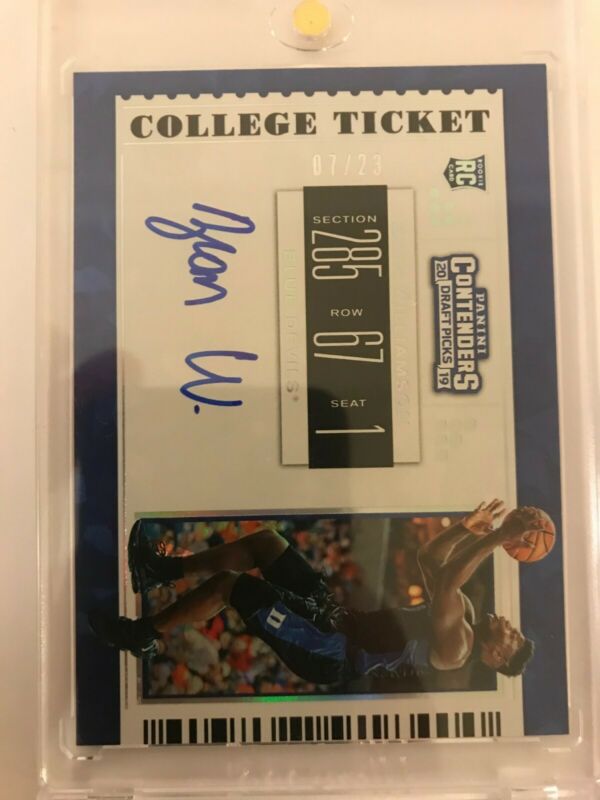 COLLEGE TICKET
07/23
RC
ROOKIE CARD
SECTION
285
ROW
67
SEAT
1
WILLIAMSON
BLUE DEVILS®
PANINI
CONTENDERS
20 DRAFT PICKS 19
Zion W.
D